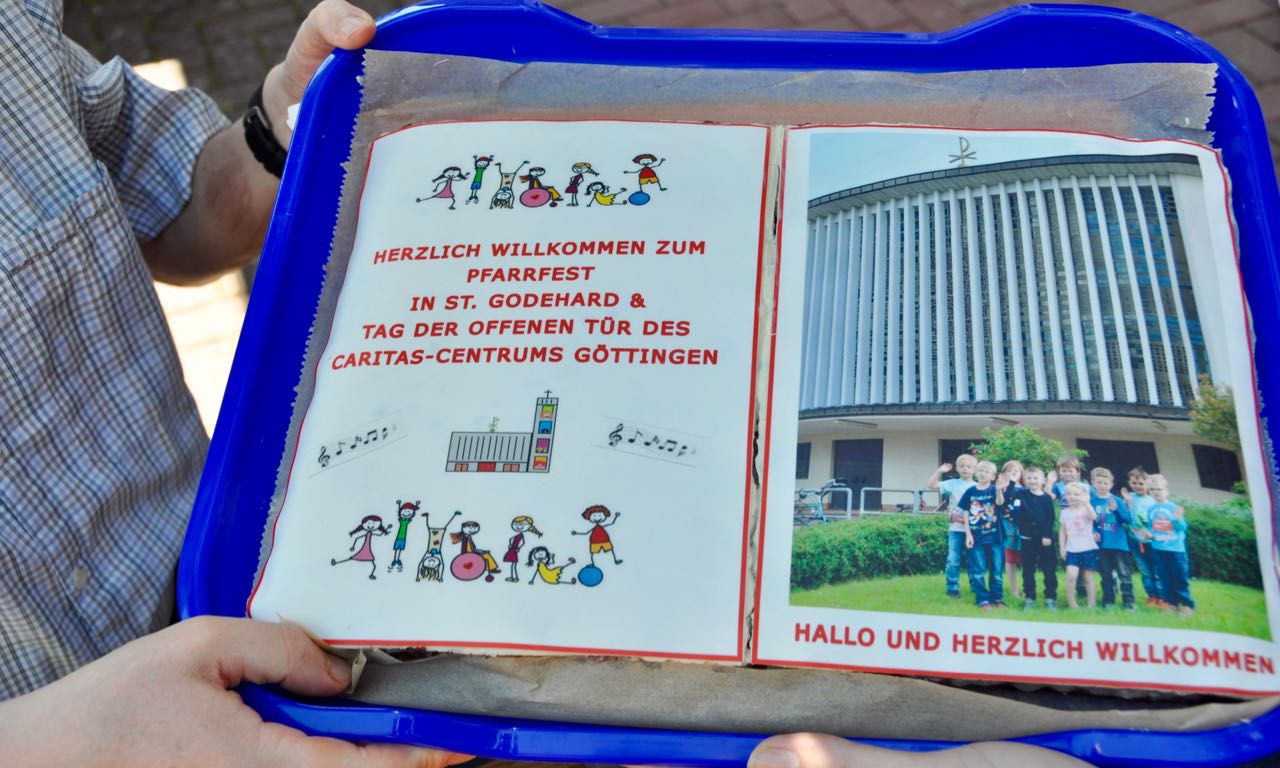 HERZLICH WILLKOMMEN ZUM
PFARRFEST
IN ST. GODEHARD &
TAG DER OFFENEN TÜR DES
CARITAS-CENTRUMS GÖTTINGEN
HALLO UND HERZLICH WILLKOMMEN